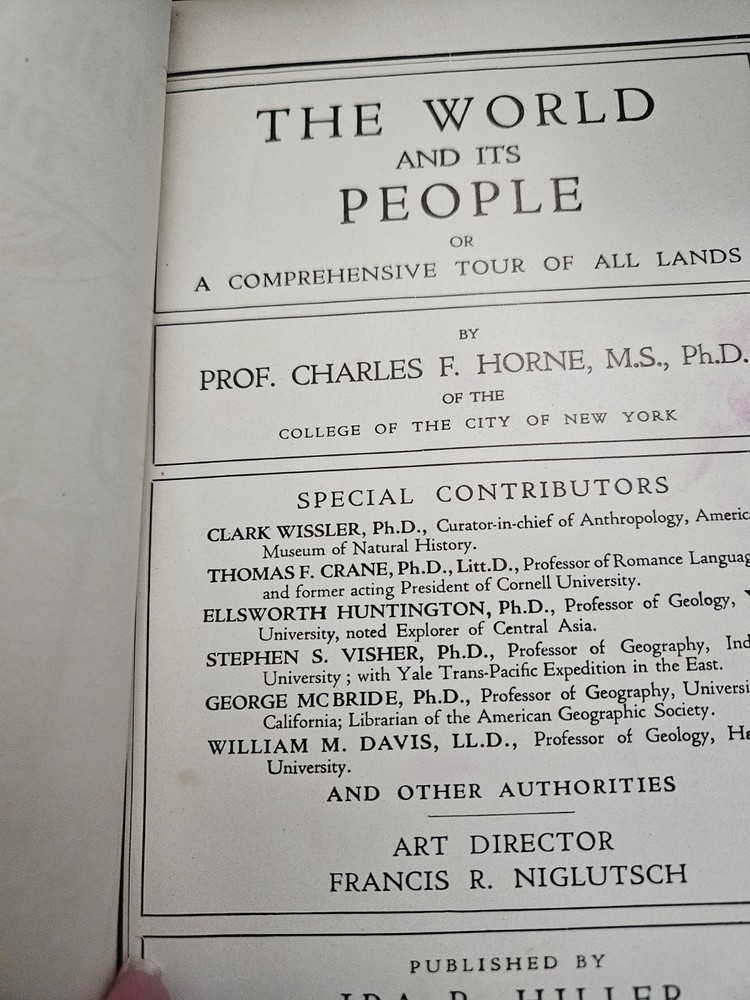 THE WORLD
AND ITS
PEOPLE
OR
A COMPREHENSIVE TOUR OF ALL LANDS
BY
PROF. CHARLES F. HORNE, M.S., Ph.D.
OF THE
COLLEGE OF THE CITY OF NEW YORK
SPECIAL CONTRIBUTORS
CLARK WISSLER, Ph.D., Curator-in-chief of Anthropology,
Museum of Natural History.
THOMAS F. CRANE, Ph.D., Litt.D., Professor of Romance
and former acting President of Cornell University.
ELLSWORTH HUNTINGTON, Ph.D., Professor of Geology,
University, noted Explorer of Central Asia.
STEPHEN S. VISHER, Ph.D., Professor of Geography,
University; with Yale Trans-Pacific Expedition in the East.
GEORGE McBRIDE, Ph.D., Professor of Geography,
California; Librarian of the American Geographic Society.
WILLIAM M. DAVIS, LL.D., Professor of Geology,
University.
AND OTHER AUTHORITIES
ART DIRECTOR
FRANCIS R. NIGLUTSCH
PUBLISHED BY